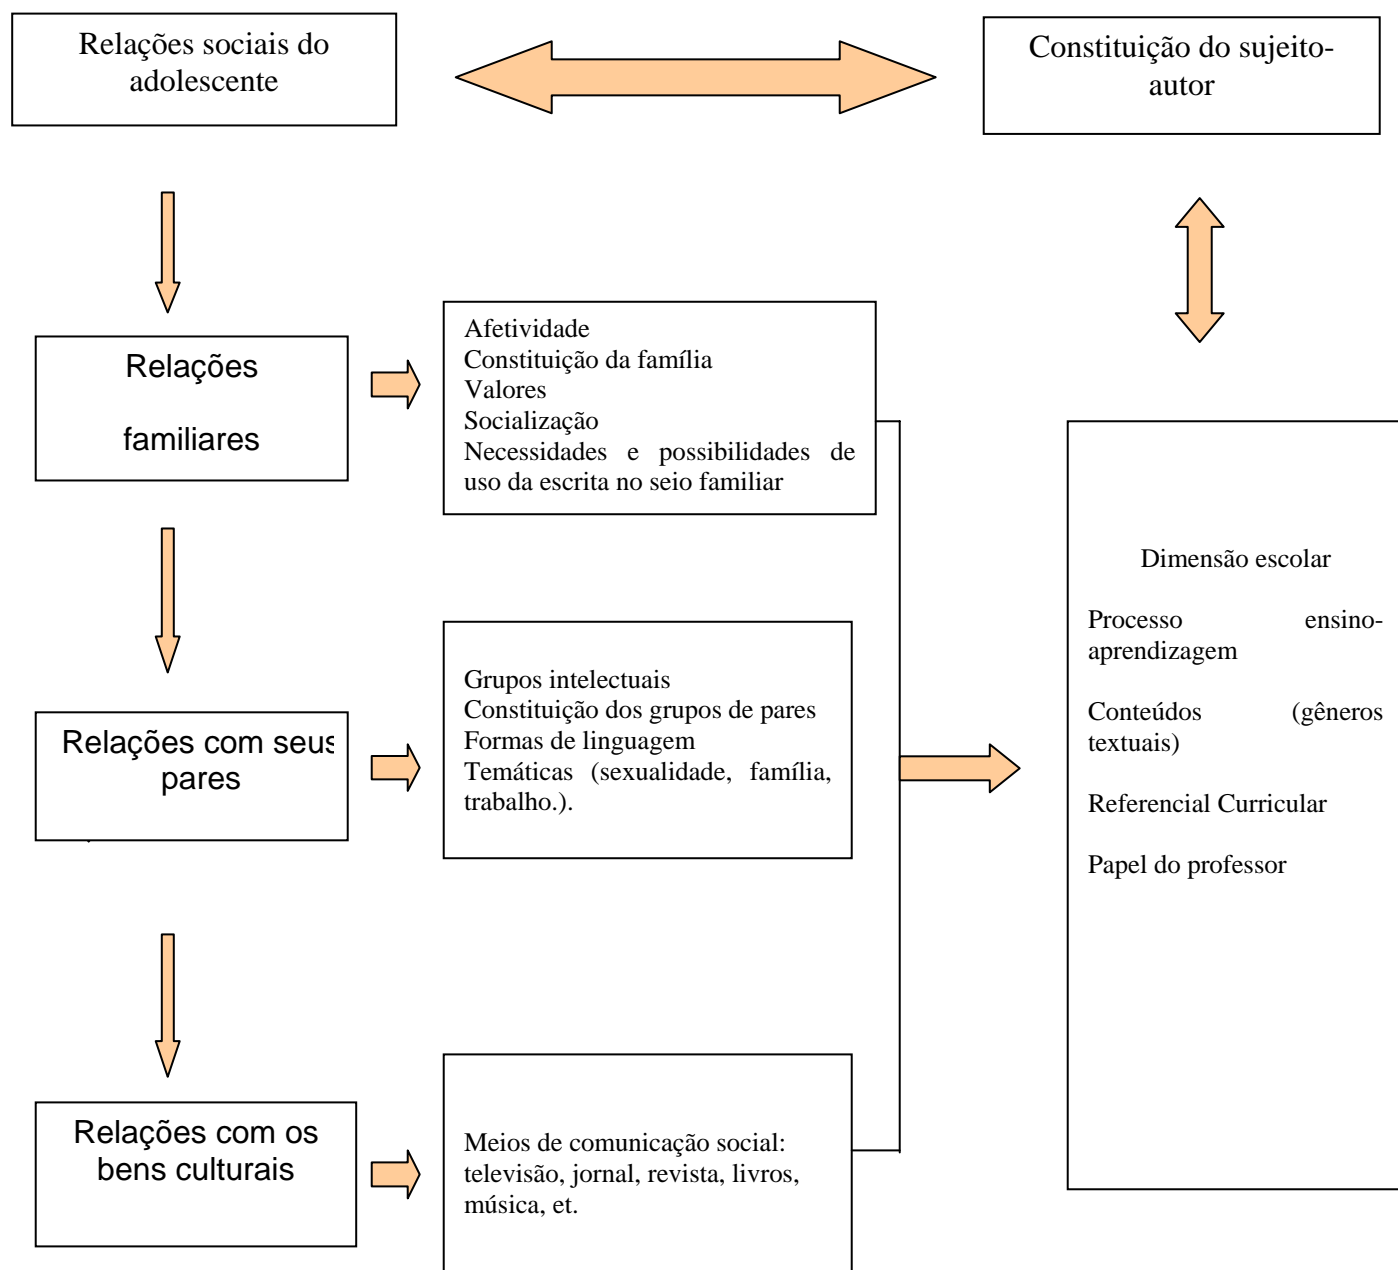 Relações sociais do
adolescente
Constituição do sujeito-
autor
Relações
familiares
Afetividade
Constituição da família
Valores
Socialização
Necessidades e possibilidades de
uso da escrita no seio familiar
Relações com seus
pares
Grupos intelectuais
Constituição dos grupos de pares
Formas de linguagem
Temáticas (sexualidade, família,
trabalho.).
Relações com os
bens culturais
Meios de comunicação social:
televisão, jornal, revista, livros,
música, et.
Dimensão escolar
Processo ensino-
aprendizagem
Conteúdos (gêneros
textuais)
Referencial Curricular
Papel do professor